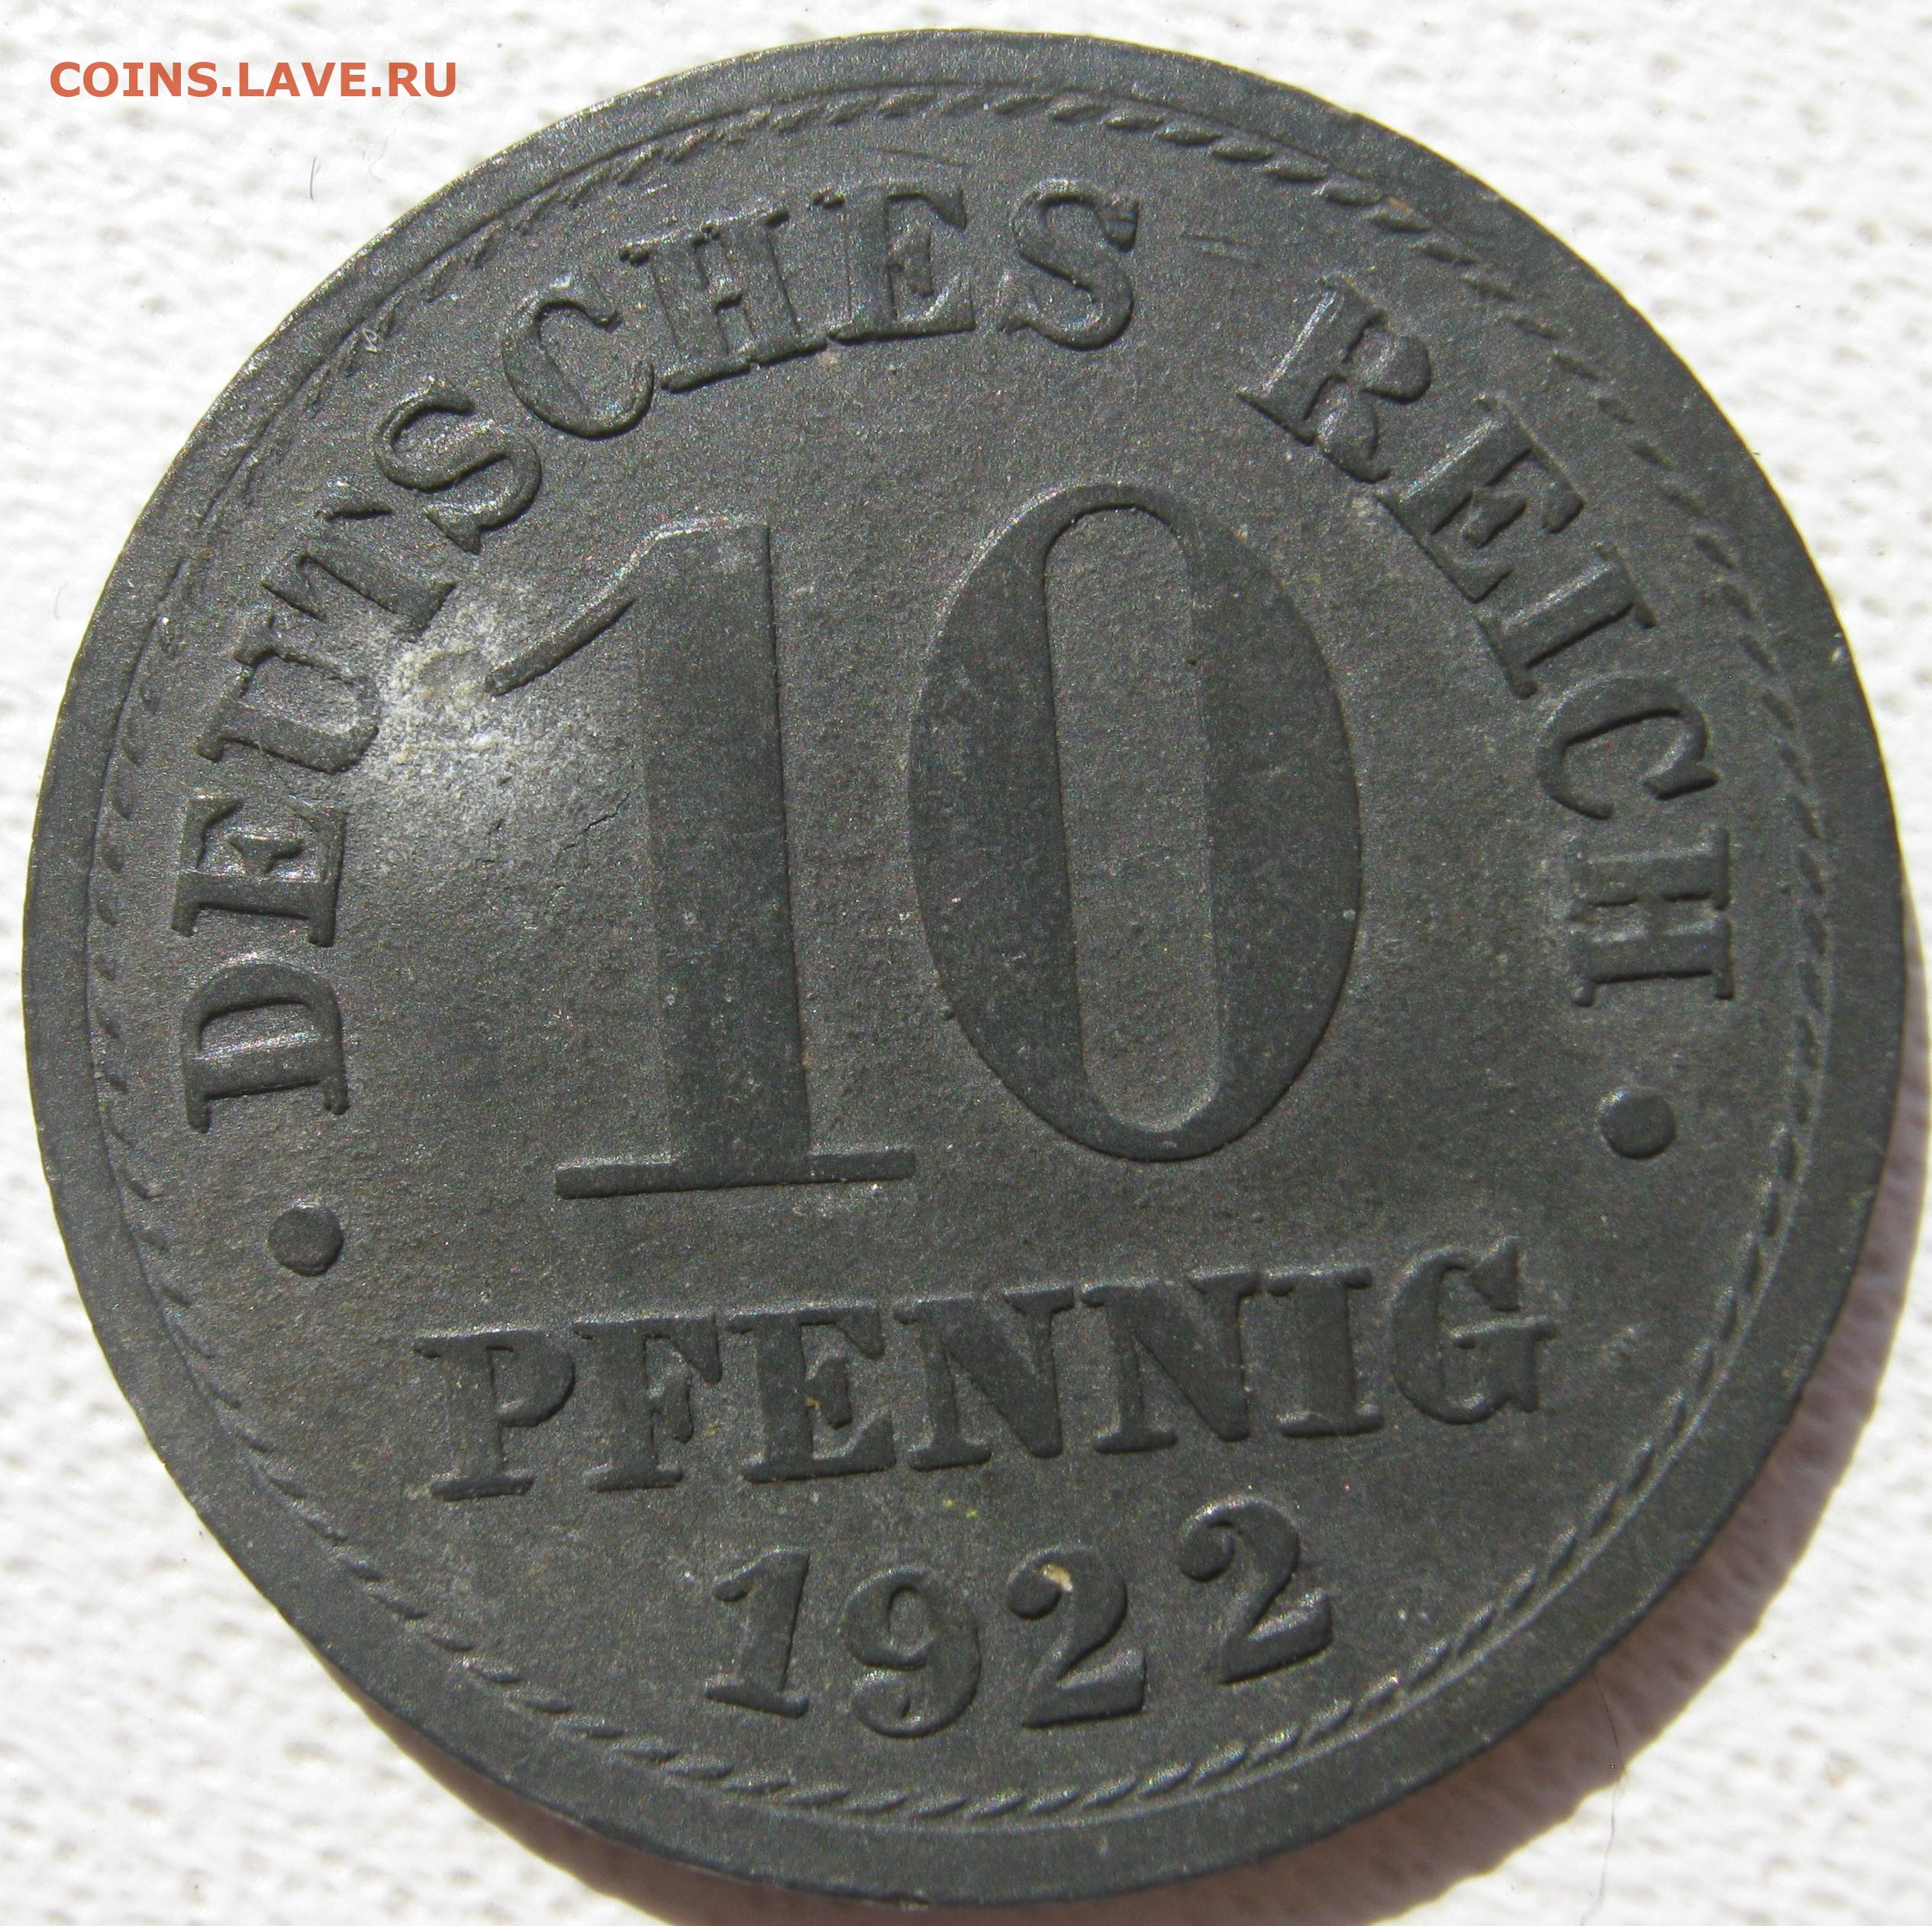 COINS.LAVE.RU
DEUTSCHES REICH
10
PFENNIG
1922